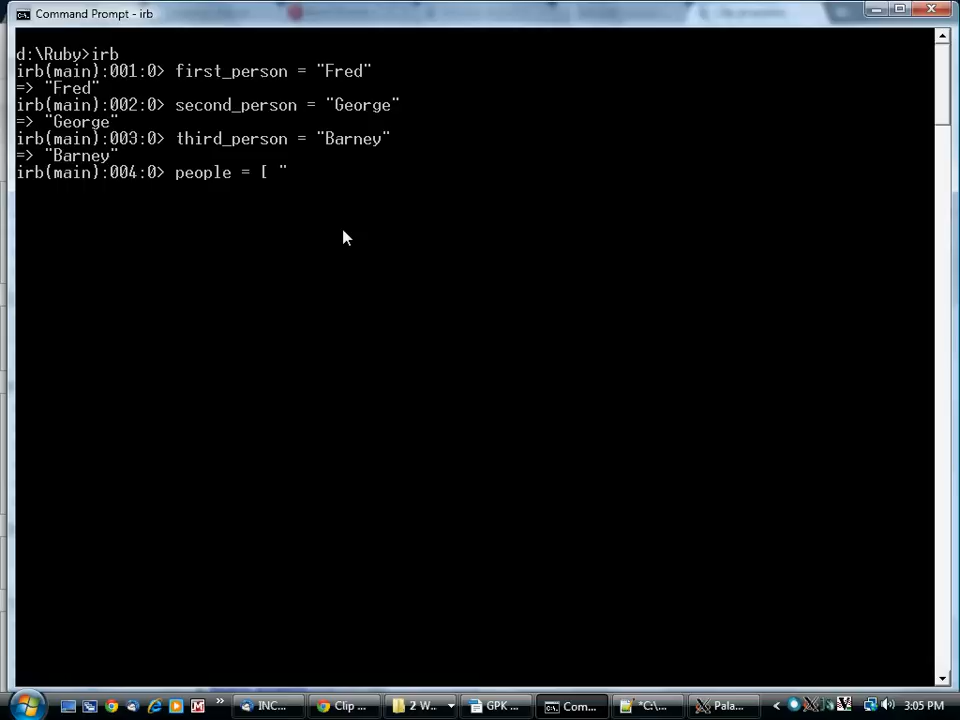 Command Prompt - irb
d:\Ruby>irb
irb(main):001:0> first_person = "Fred"
=> "Fred"
irb(main):002:0> second_person = "George"
=> "George"
irb(main):003:0> third_person = "Barney"
=> "Barney"
irb(main):004:0> people = [ "
INC... Clip ... 2 W... GPK ... Com... *C:\... Pala... 3:05 PM